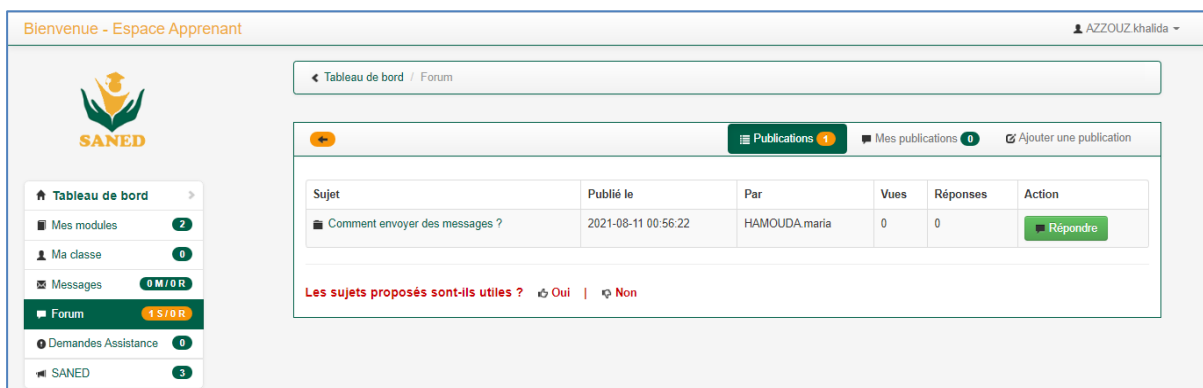 Bienvenue - Espace Apprenant
AZZOUZ.khalida
SANED
Tableau de bord
Mes modules 2
Ma classe 0
Messages 0 M / 0 R
Forum 1 S / 0 R
Demandes Assistance 0
SANED 3
Tableau de bord / Forum
Publications 1 Mes publications 0 Ajouter une publication
Sujet Publié le Par Vues Réponses Action
Comment envoyer des messages ? 2021-08-11 00:56:22 HAMOUDA.maria 0 0 Répondre
Les sujets proposés sont-ils utiles ? Oui | Non